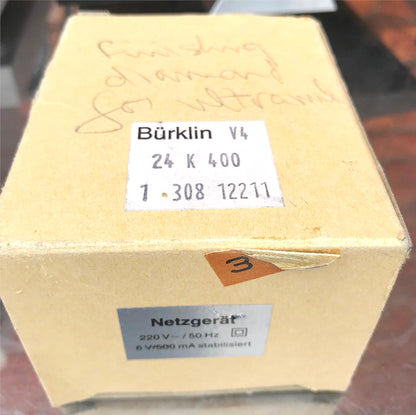 Finishing
diamond
for
Bürklin V4
24 K 400
1 308 12211
3
Netzgerät
220 V~ / 50 Hz
6 V/500 mA stabilisiert